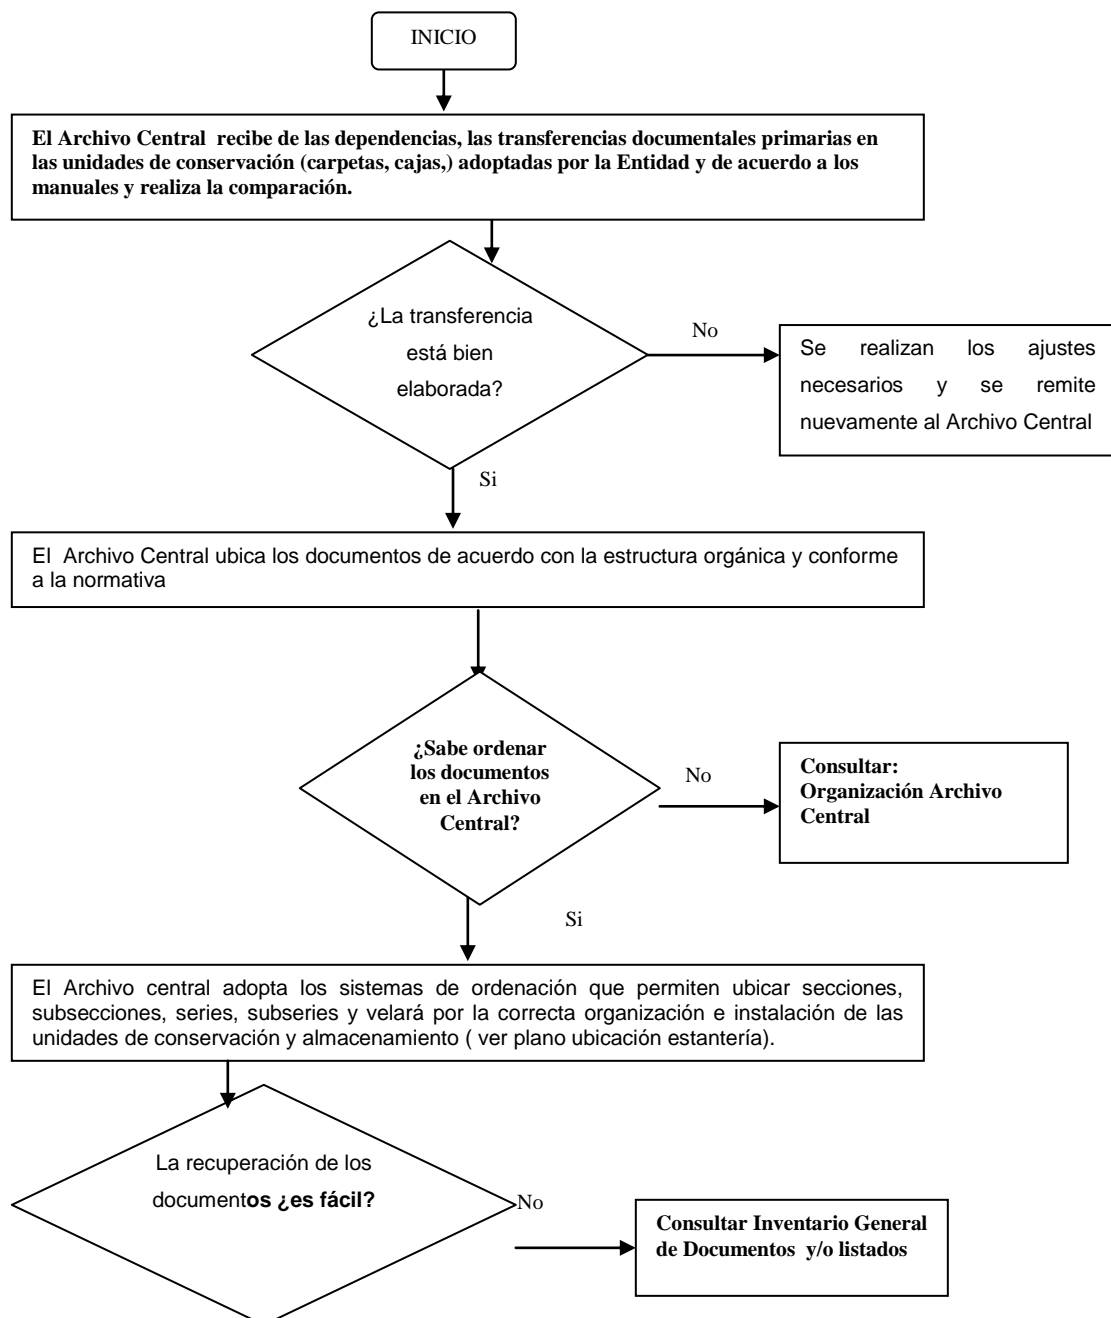 INICIO
El Archivo Central recibe de las dependencias, las transferencias documentales primarias en
las unidades de conservación (carpetas, cajas,) adoptadas por la Entidad y de acuerdo a los
manuales y realiza la comparación.
¿La transferencia
está bien
elaborada?
No
Se realizan los ajustes
necesarios y se remite
nuevamente al Archivo Central
Si
El Archivo Central ubica los documentos de acuerdo con la estructura orgánica y conforme
a la normativa
¿Sabe ordenar
los documentos
en el Archivo
Central?
No
Consultar:
Organización Archivo
Central
Si
El Archivo central adopta los sistemas de ordenación que permiten ubicar secciones,
subsecciones, series, subseries y velará por la correcta organización e instalación de las
unidades de conservación y almacenamiento ( ver plano ubicación estantería).
La recuperación de los
documentos ¿es fácil?
No
Consultar Inventario General
de Documentos y/o listados